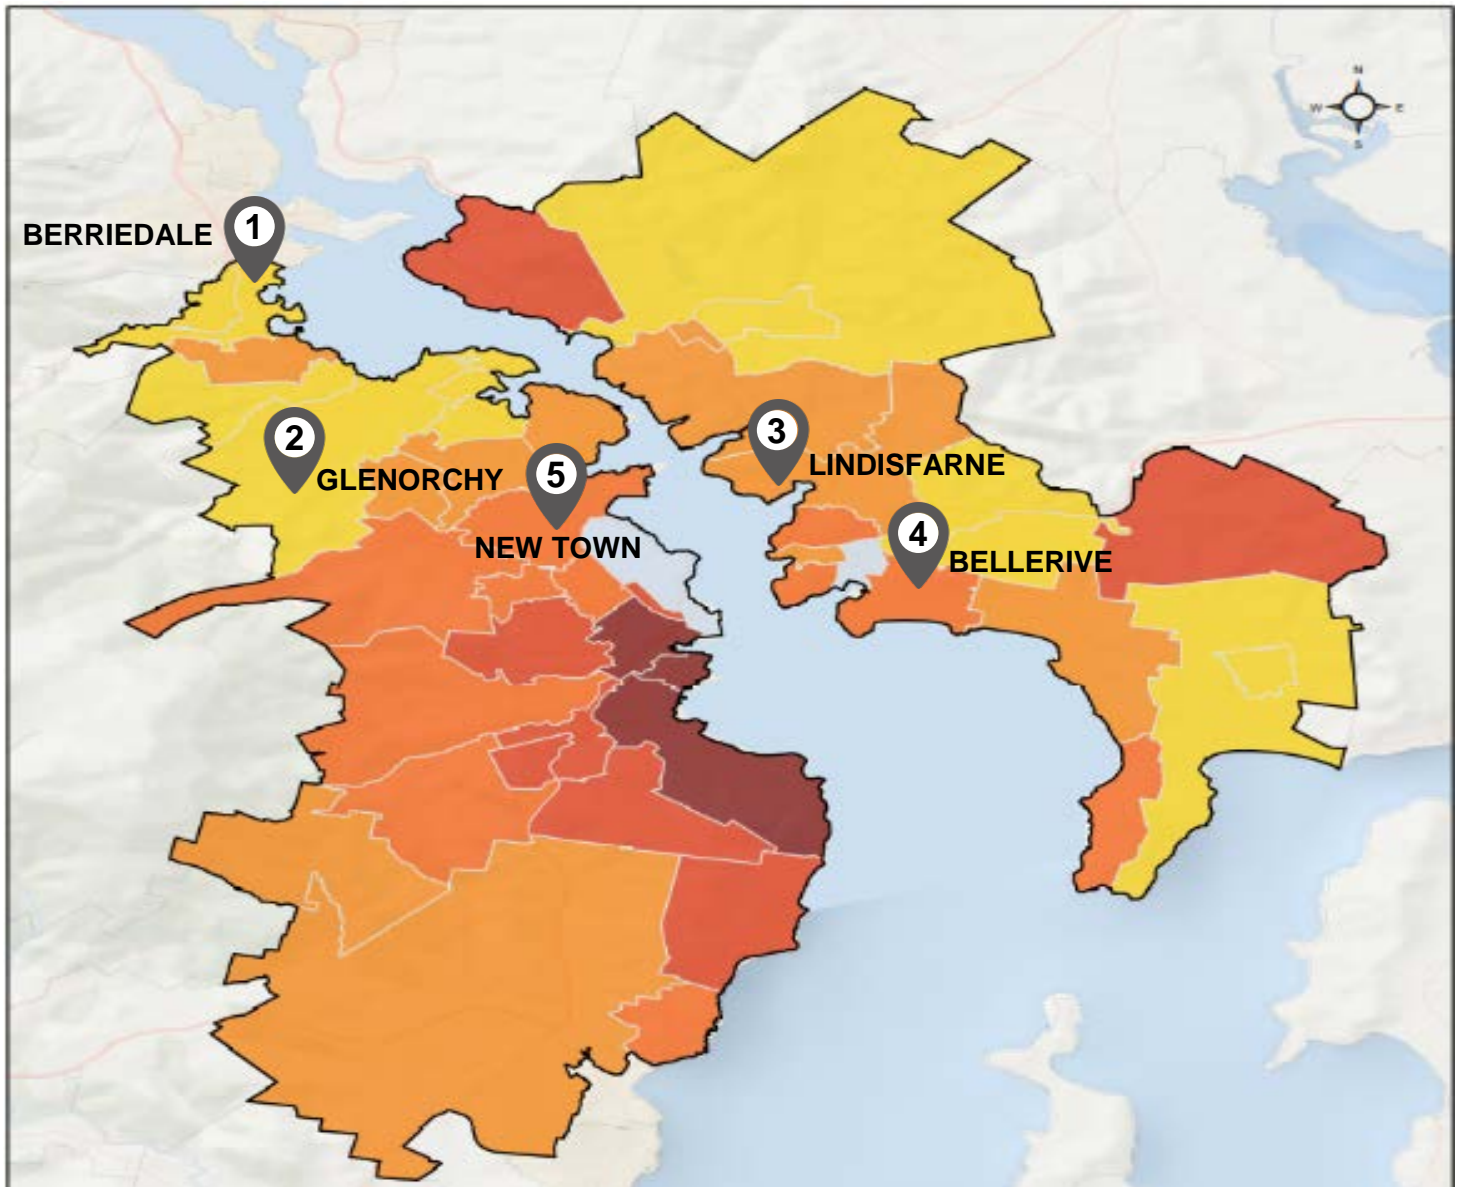 N
W E
S
BERRIEDALE 1
2
GLENORCHY
3
LINDISFARNE
5
NEW TOWN
4
BELLERIVE